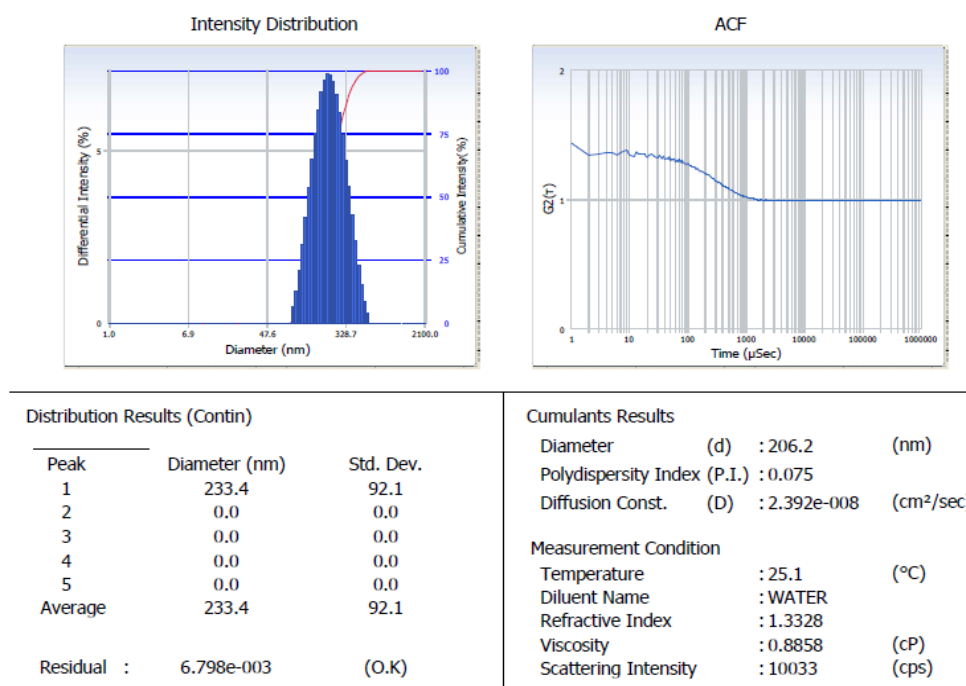 Intensity Distribution
Differential Intensity (%)
5
0
1.0 6.9 47.6 328.7 2100.0
Diameter (nm)
100
75
50
25
0
Cumulative Intensity(%)
ACF
G2(τ)
2
1
0
1 10 100 1000 10000 100000 1000000
Time (µSec)
Distribution Results (Contin)
Peak Diameter (nm) Std. Dev.
1 233.4 92.1
2 0.0 0.0
3 0.0 0.0
4 0.0 0.0
5 0.0 0.0
Average 233.4 92.1
Residual : 6.798e-003 (O.K)
Cumulants Results
Diameter (d) : 206.2 (nm)
Polydispersity Index (P.I.) : 0.075
Diffusion Const. (D) : 2.392e-008 (cm²/sec
Measurement Condition
Temperature : 25.1 (ºC)
Diluent Name : WATER
Refractive Index : 1.3328
Viscosity : 0.8858 (cP)
Scattering Intensity : 10033 (cps)